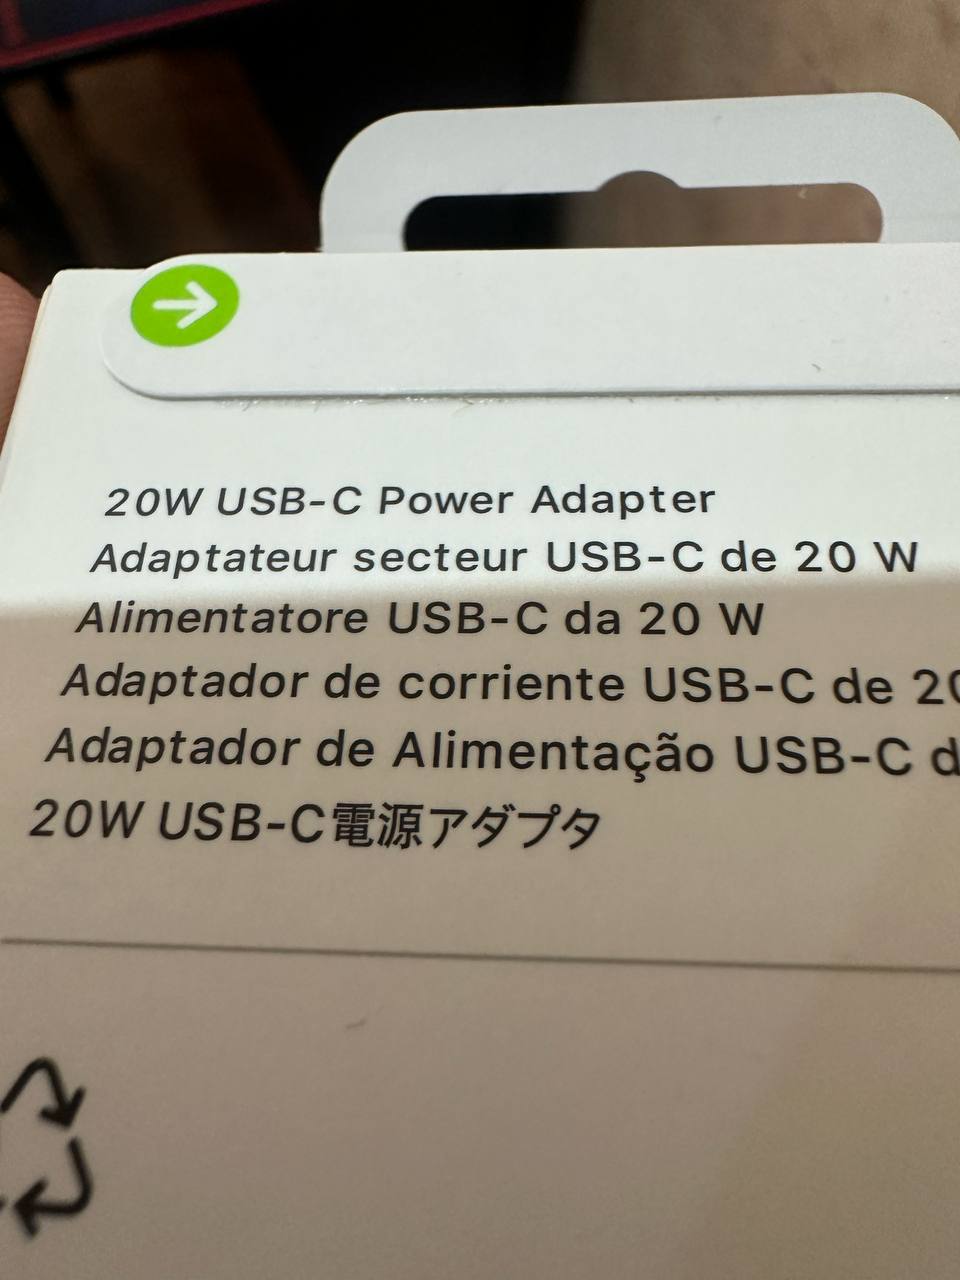 20W USB-C Power Adapter
Adaptateur secteur USB-C de 20 W
Alimentatore USB-C da 20 W
Adaptador de corriente USB-C de
Adaptador de Alimentação USB-C
20W USB-C電源アダプタ